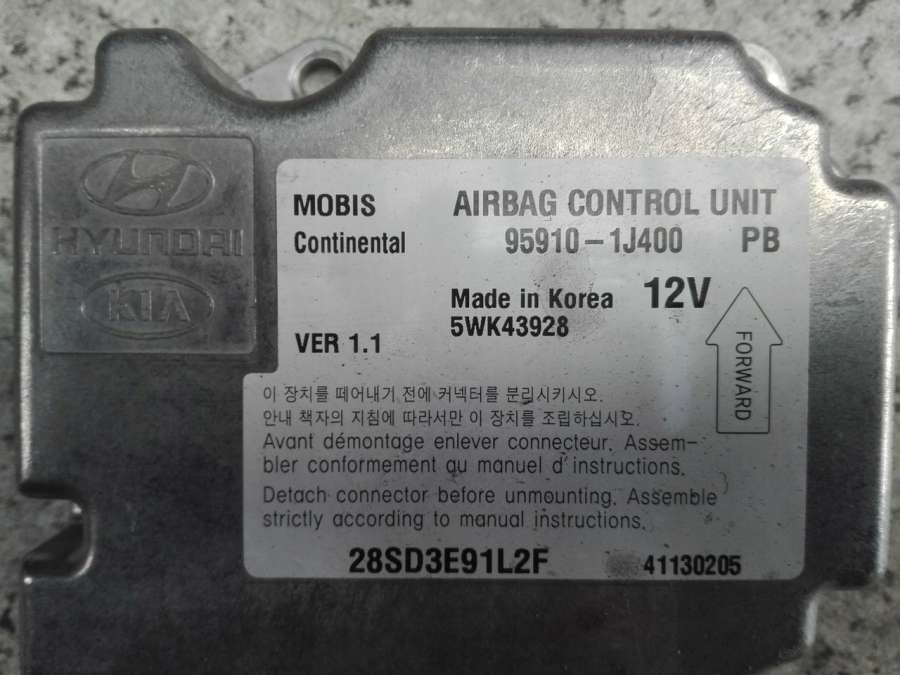 HYUNDAI
KIA
MOBIS AIRBAG CONTROL UNIT
Continental 95910-1J400 PB
Made in Korea 12V
5WK43928
VER 1.1
FORWARD
이 장치를 떼어내기 전에 커넥터를 분리시키시오.
안내 책자의 지침에 따라서만 이 장치를 조립하십시오.
Avant démontage enlever connecteur. Assem-
bler conformement qu manuel d'instructions.
Detach connector before unmounting. Assemble
strictly according to manual instructions.
28SD3E91L2F 41130205